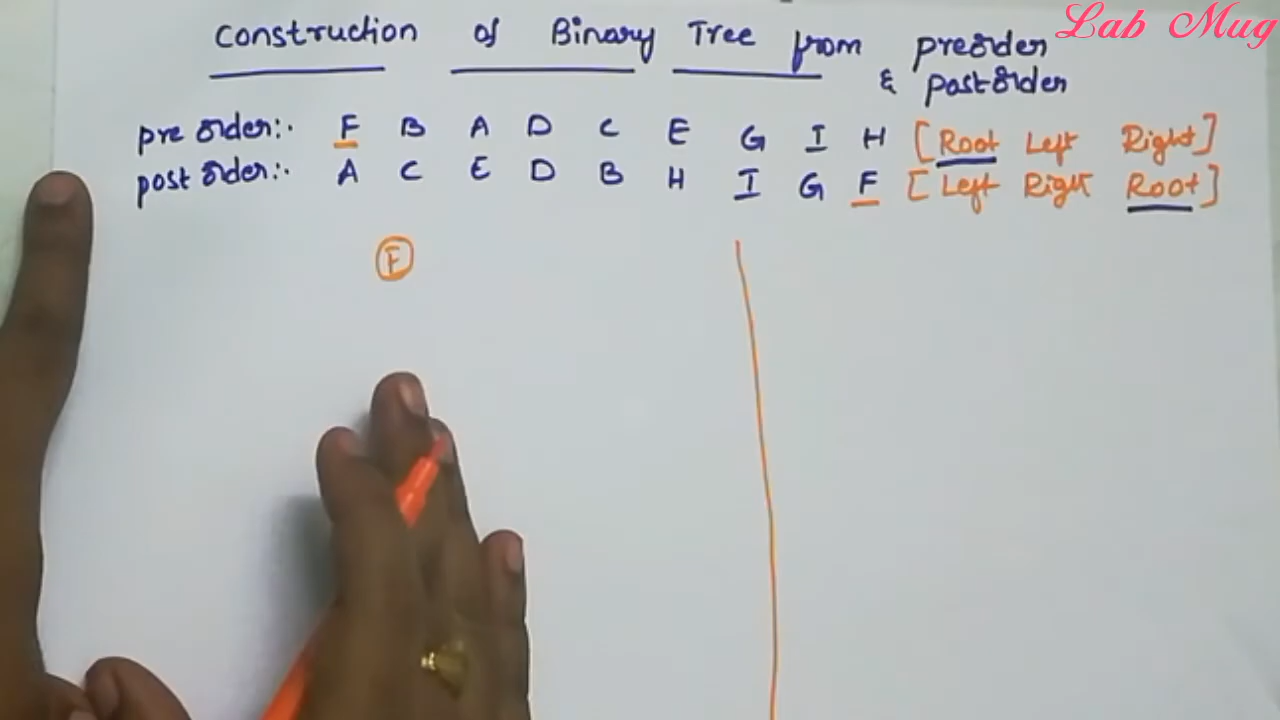 Lab Mug
Construction of Binary Tree from preorder
& postorder
pre order:. F B A D C E G I H [Root Left Right]
post order:. A C E D B H I G F [Left Right Root]
F